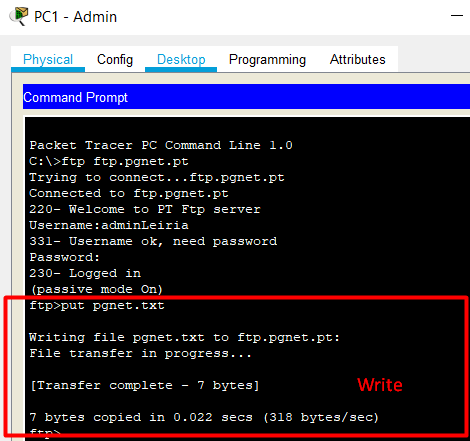 PC1 - Admin
Physical Config Desktop Programming Attributes
Command Prompt
Packet Tracer PC Command Line 1.0
C:\>ftp ftp.pgnet.pt
Trying to connect...ftp.pgnet.pt
Connected to ftp.pgnet.pt
220- Welcome to PT Ftp server
Username:adminLeiria
331- Username ok, need password
Password:
230- Logged in
(passive mode On)
ftp>put pgnet.txt
Writing file pgnet.txt to ftp.pgnet.pt:
File transfer in progress...
[Transfer complete - 7 bytes]
Write
7 bytes copied in 0.022 secs (318 bytes/sec)
ftp>